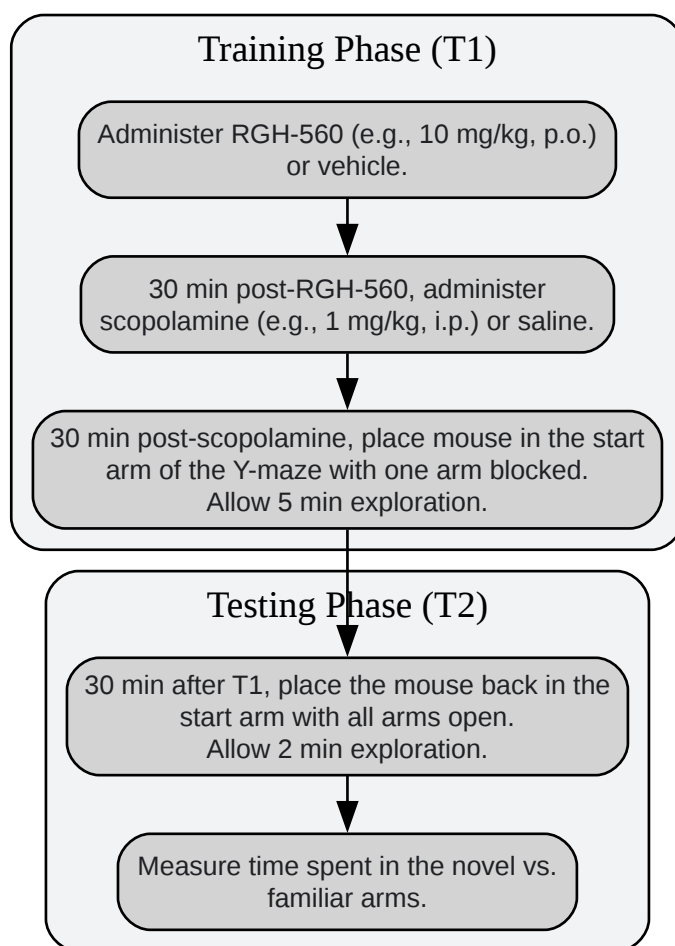 Training Phase (T1)
Administer RGH-560 (e.g., 10 mg/kg, p.o.)
or vehicle.
30 min post-RGH-560, administer
scopolamine (e.g., 1 mg/kg, i.p.) or saline.
30 min post-scopolamine, place mouse in the start
arm of the Y-maze with one arm blocked.
Allow 5 min exploration.
Testing Phase (T2)
30 min after T1, place the mouse back in the
start arm with all arms open.
Allow 2 min exploration.
Measure time spent in the novel vs.
familiar arms.